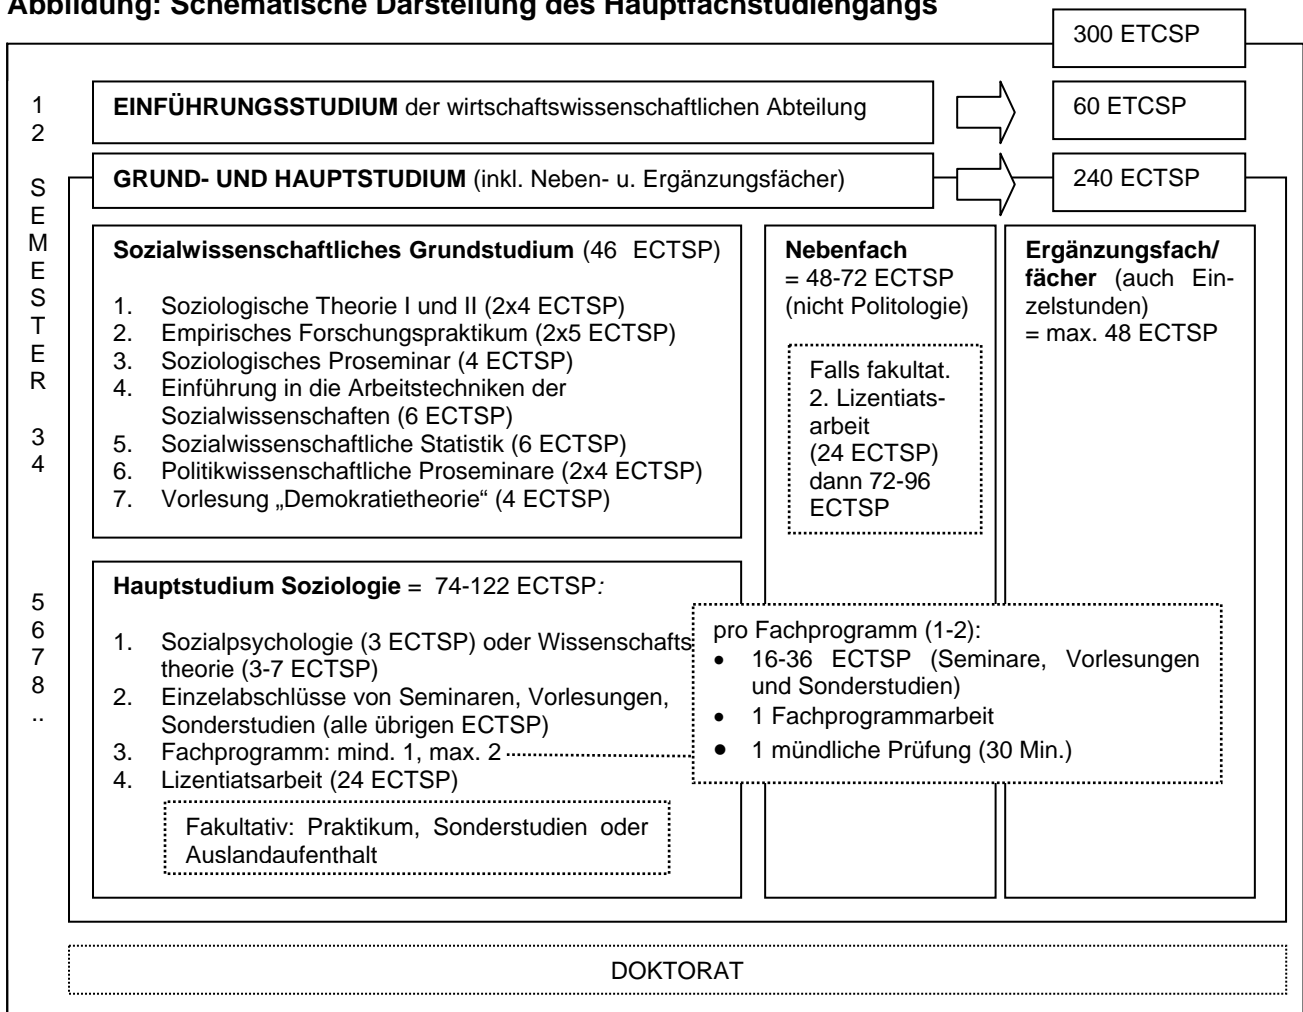 Abbildung: Schematische Darstellung des Hauptfachstudiengangs
300 ETCSP
1
2
EINFÜHRUNGSSTUDIUM der wirtschaftswissenschaftlichen Abteilung
60 ETCSP
GRUND- UND HAUPTSTUDIUM (inkl. Neben- u. Ergänzungsfächer)
240 ECTSP
S
E
M
E
S
T
E
R
3
4
5
6
7
8
..
Sozialwissenschaftliches Grundstudium (46 ECTSP)
1. Soziologische Theorie I und II (2x4 ECTSP)
2. Empirisches Forschungspraktikum (2x5 ECTSP)
3. Soziologisches Proseminar (4 ECTSP)
4. Einführung in die Arbeitstechniken der
Sozialwissenschaften (6 ECTSP)
5. Sozialwissenschaftliche Statistik (6 ECTSP)
6. Politikwissenschaftliche Proseminare (2x4 ECTSP)
7. Vorlesung „Demokratietheorie“ (4 ECTSP)
Nebenfach
= 48-72 ECTSP
(nicht Politologie)
Falls fakultat.
2. Lizentiats-
arbeit
(24 ECTSP)
dann 72-96
ECTSP
Ergänzungsfach/
fächer (auch Ein-
zelstunden)
= max. 48 ECTSP
Hauptstudium Soziologie = 74-122 ECTSP:
1. Sozialpsychologie (3 ECTSP) oder Wissenschafts
theorie (3-7 ECTSP)
2. Einzelabschlüsse von Seminaren, Vorlesungen,
Sonderstudien (alle übrigen ECTSP)
3. Fachprogramm: mind. 1, max. 2
4. Lizentiatsarbeit (24 ECTSP)
Fakultativ: Praktikum, Sonderstudien oder
Auslandaufenthalt
pro Fachprogramm (1-2):
• 16-36 ECTSP (Seminare, Vorlesungen
und Sonderstudien)
• 1 Fachprogrammarbeit
• 1 mündliche Prüfung (30 Min.)
DOKTORAT